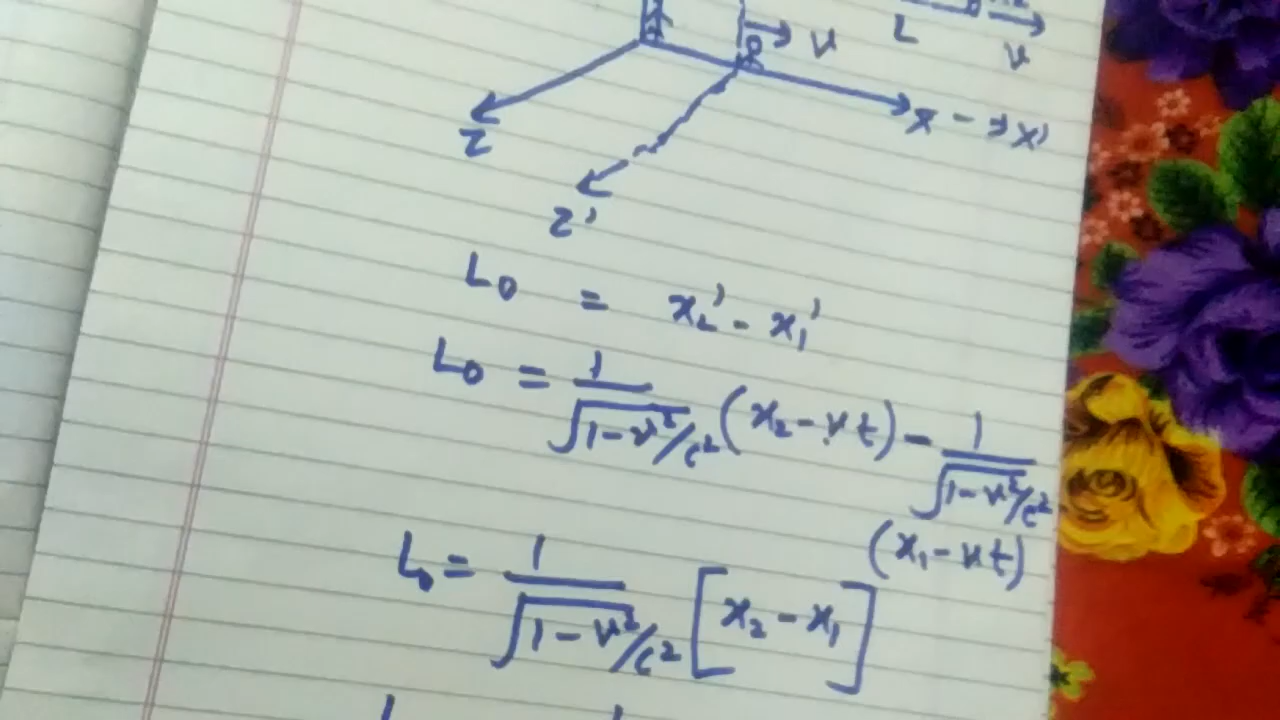 L
v
v
x --> x'
z
z'
L₀ = x₂' - x₁'
L₀ = 1/√(1-v²/c²) (x₂ - vt) - 1/√(1-v²/c²)
(x₁ - vt)
L₀ = 1/√(1-v²/c²) [x₂ - x₁]